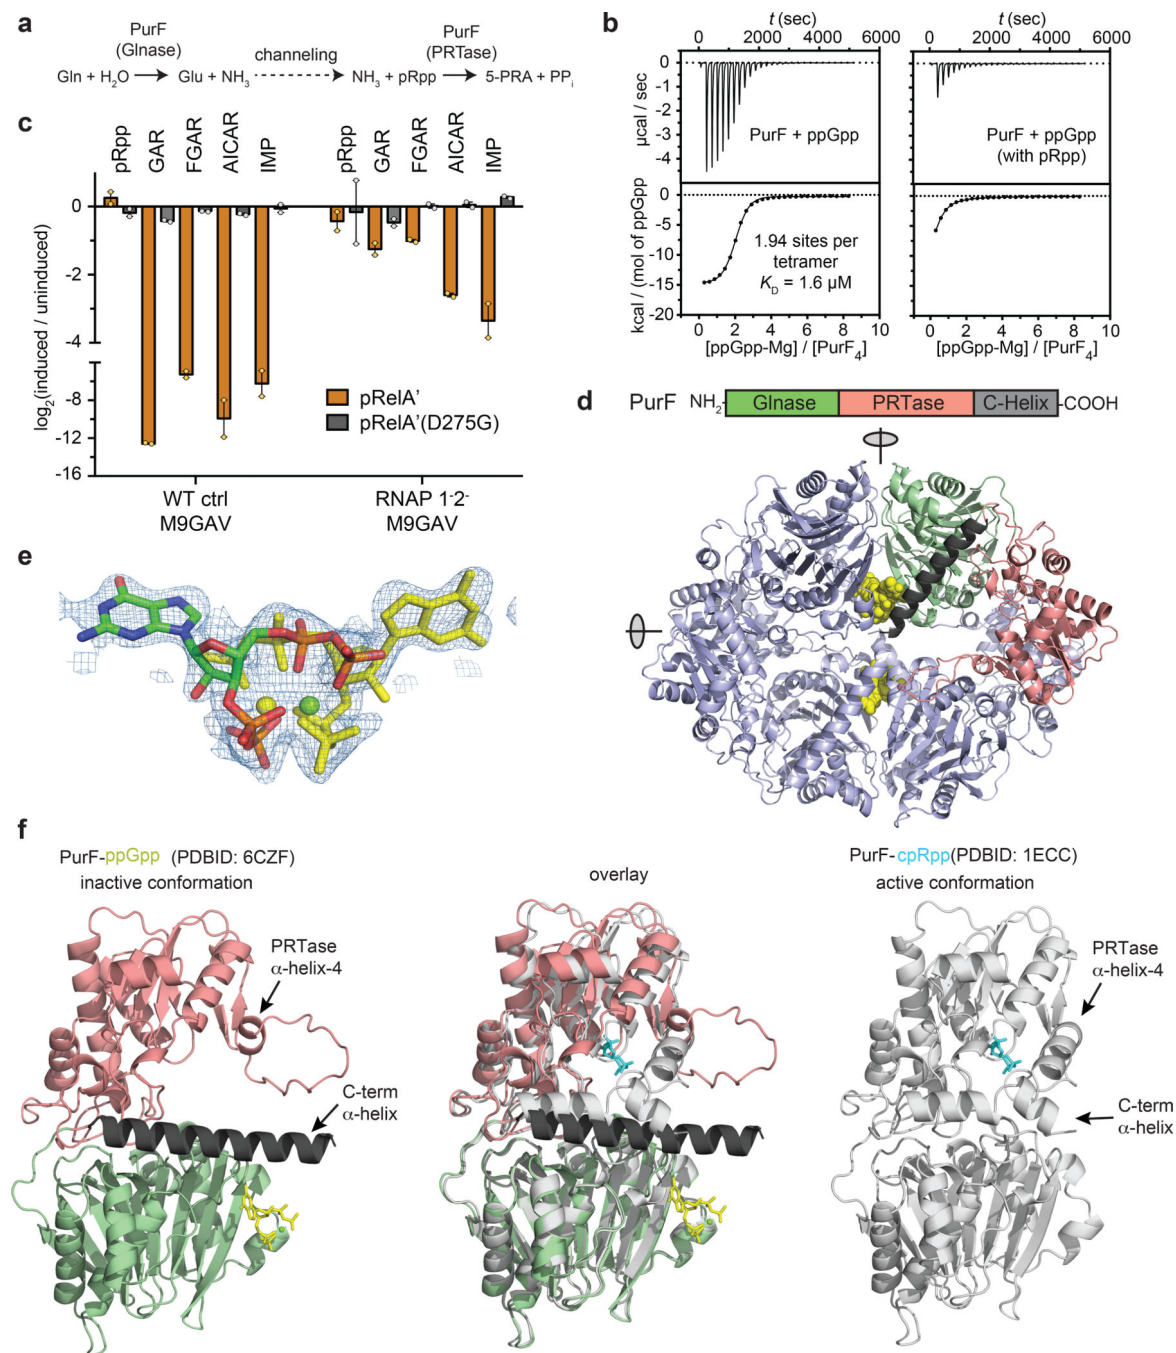 a
PurF
(Glnase)
PurF
(PRTase)
channeling
Gln + H₂O → Glu + NH₃ NH₃ + pRpp → 5-PRA + PPᵢ
b
t (sec)
0 2000 4000 6000
μcal / sec
0
-1
-2
-3
-4
PurF + ppGpp
kcal / (mol of ppGpp)
0
-5
-10
-15
-20
1.94 sites per
tetramer
K_D = 1.6 μM
0 2 4 6 8 10
[ppGpp-Mg] / [PurF₄]
t (sec)
0 2000 4000 6000
PurF + ppGpp
(with pRpp)
0 2 4 6 8 10
[ppGpp-Mg] / [PurF₄]
c
pRpp
GAR
FGAR
AICAR
IMP
pRpp
GAR
FGAR
AICAR
IMP
log₂(induced / uninduced)
0
-2
-4
-8
-12
-16
pRelA'
pRelA'(D275G)
WT ctrl
M9GAV
RNAP 1⁻2⁻
M9GAV
d
PurF NH₂- Glnase PRTase C-Helix -COOH
e
f
PurF-ppGpp (PDBID: 6CZF)
inactive conformation
PRTase
α-helix-4
C-term
α-helix
overlay
PurF-cpRpp(PDBID: 1ECC)
active conformation
PRTase
α-helix-4
C-term
α-helix